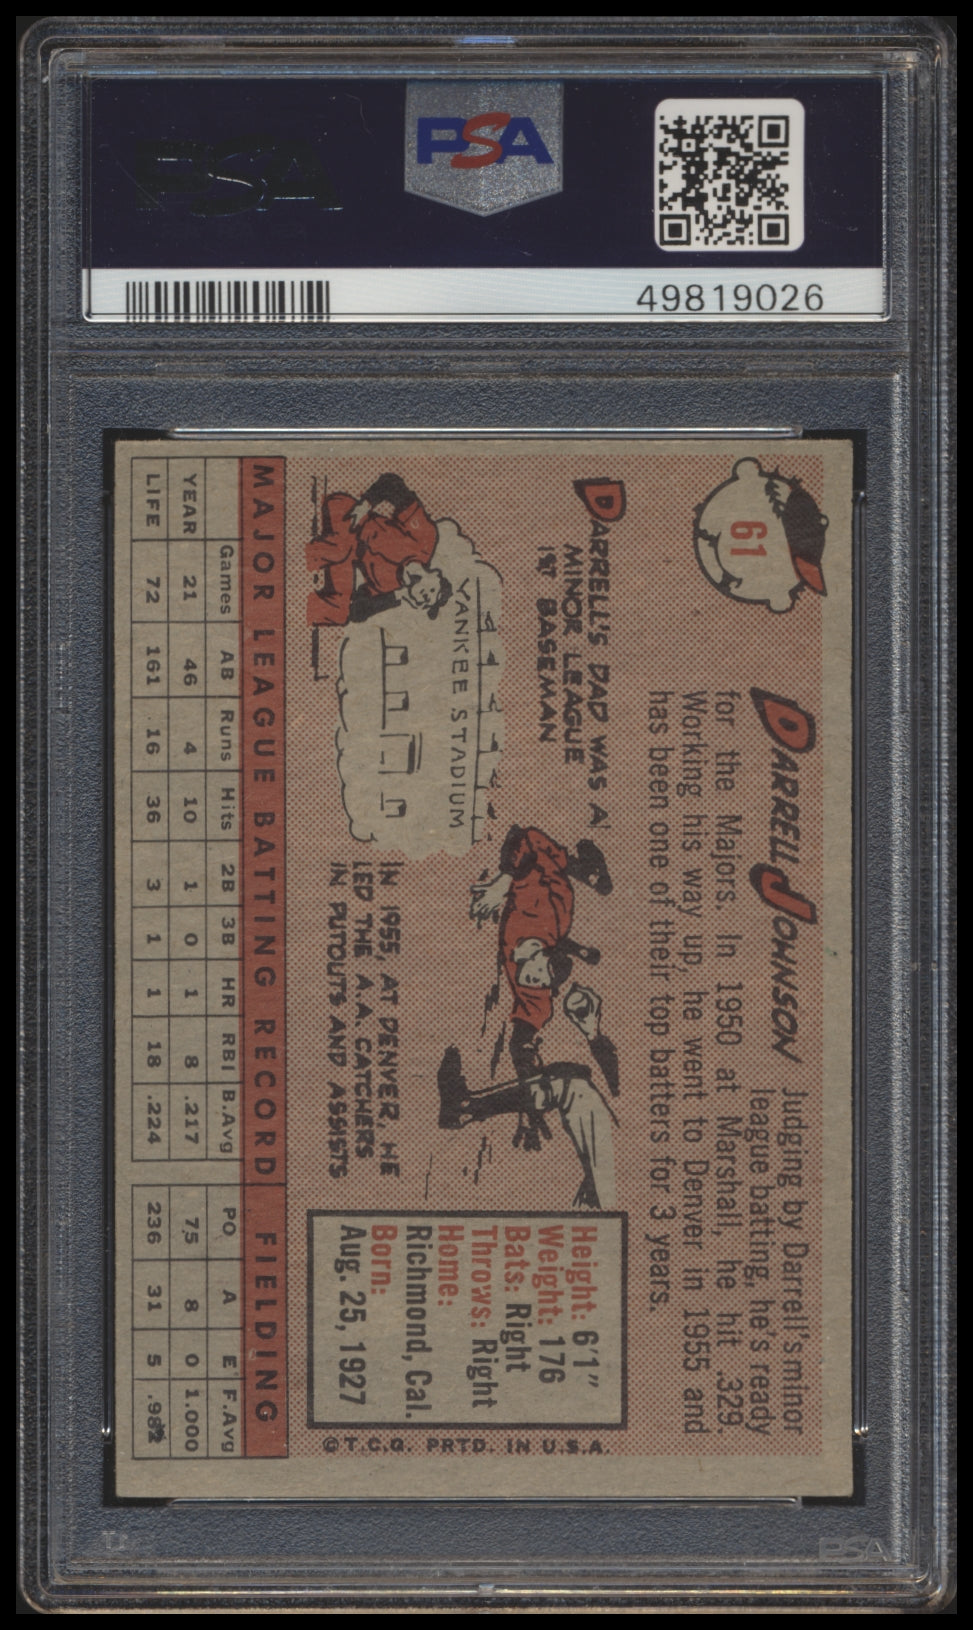 PSA
PSA
49819026
61
DARRELL JOHNSON
Judging by Darrell's minor
league batting, he's ready
for the Majors. In 1950 at Marshall, he hit .329.
Working his way up, he went to Denver in 1955 and
has been one of their top batters for 3 years.
DARRELL'S DAD WAS A
MINOR LEAGUE
1ST BASEMAN
YANKEE STADIUM
IN 1955, AT DENVER, HE
LED THE A.A. CATCHERS
IN PUTOUTS AND ASSISTS
Height: 6'1"
Weight: 176
Bats: Right
Throws: Right
Home:
Richmond, Cal.
Born:
Aug. 25, 1927
© T.C.G. PRTD. IN U.S.A.
MAJOR LEAGUE BATTING RECORD FIELDING
Games AB Runs Hits 2B 3B HR RBI B.Avg PO A E F.Avg
YEAR 21 46 4 10 1 0 1 8 .217 75 8 0 1.000
LIFE 72 161 16 36 3 1 1 18 .224 236 31 5
PSA